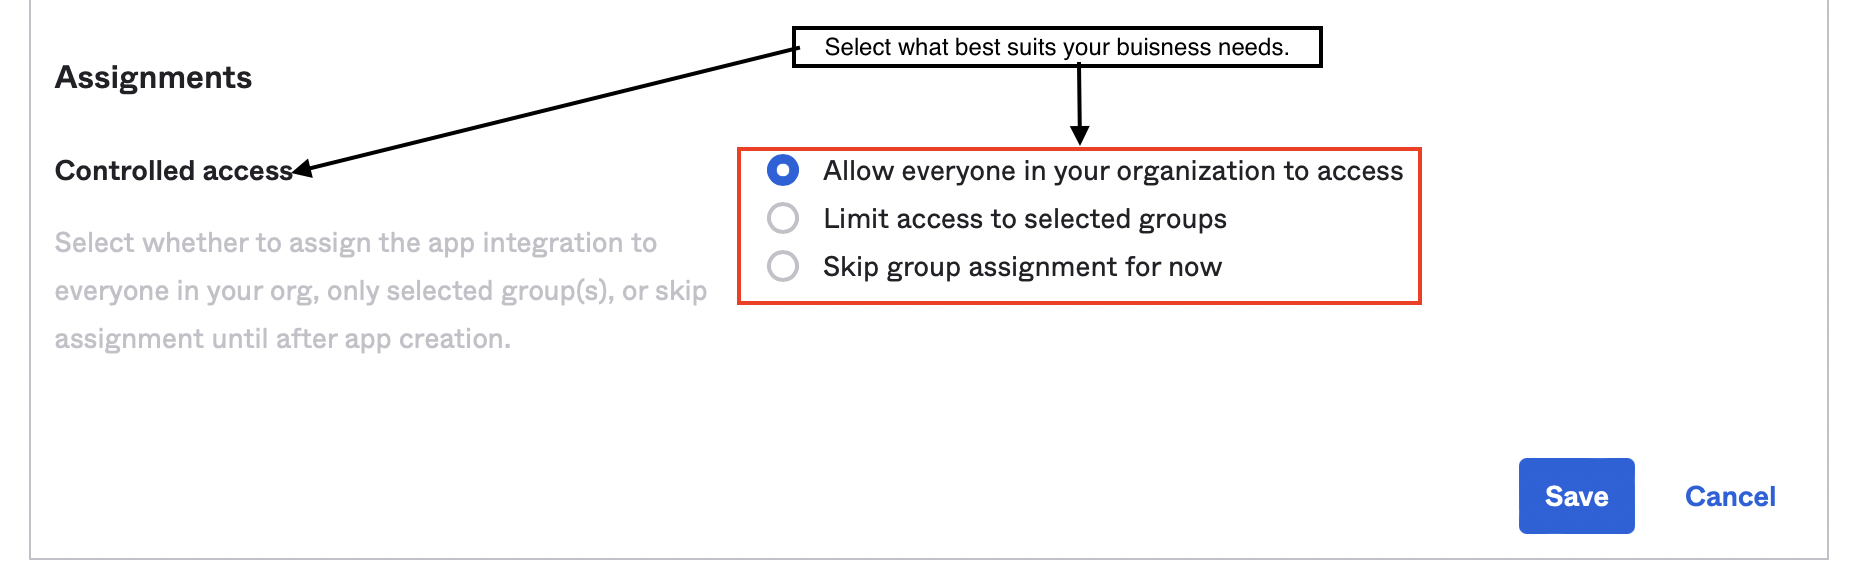 Select what best suits your buisness needs.
Assignments
Controlled access
Allow everyone in your organization to access
Limit access to selected groups
Skip group assignment for now
Select whether to assign the app integration to
everyone in your org, only selected group(s), or skip
assignment until after app creation.
Save
Cancel